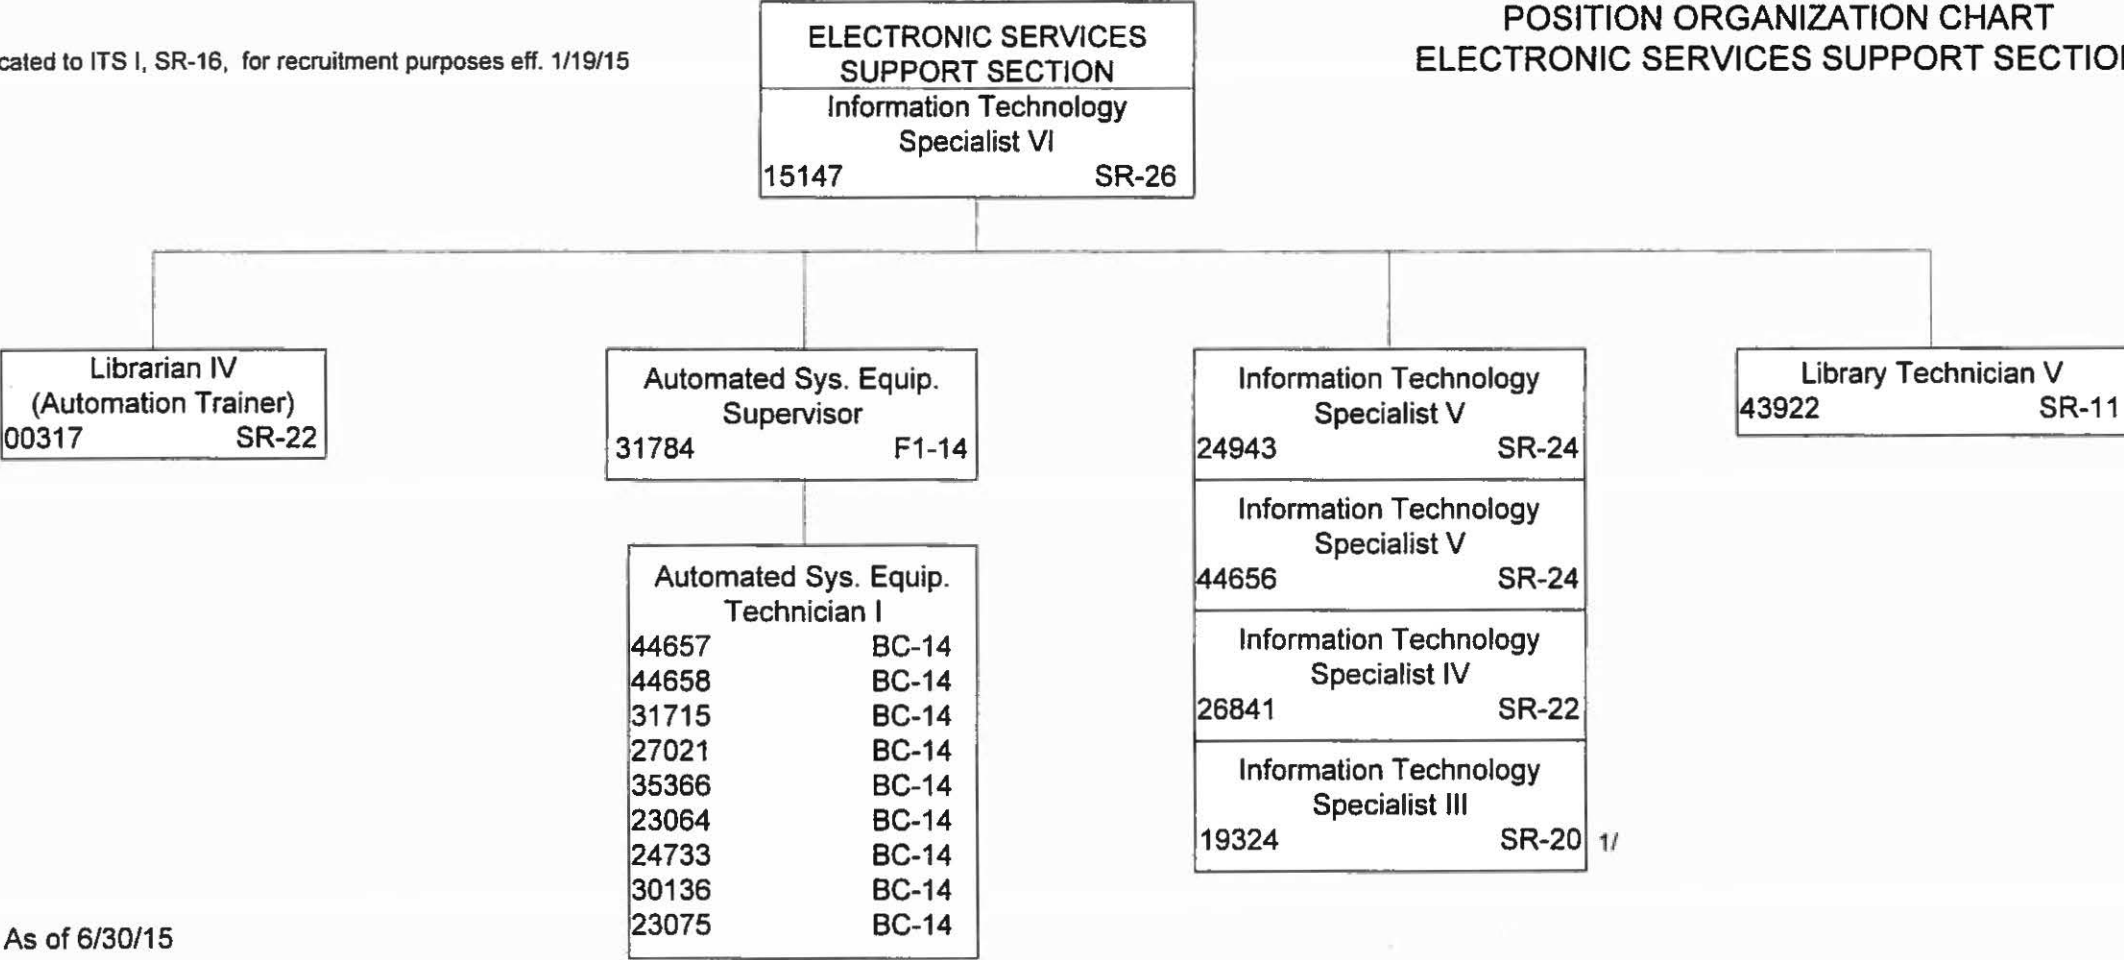 POSITION ORGANIZATION CHART
ELECTRONIC SERVICES SUPPORT
cated to ITS I, SR-16, for recruitment purposes eff. 1/19/15
ELECTRONIC SERVICES
SUPPORT SECTION
Information Technology
Specialist VI
15147 SR-26
Librarian IV
(Automation Trainer)
00317 SR-22
Automated Sys. Equip.
Supervisor
31784 F1-14
Automated Sys. Equip.
Technician I
44657 BC-14
44658 BC-14
31715 BC-14
27021 BC-14
35366 BC-14
23064 BC-14
24733 BC-14
30136 BC-14
23075 BC-14
Information Technology
Specialist V
24943 SR-24
Information Technology
Specialist V
44656 SR-24
Information Technology
Specialist IV
26841 SR-22
Information Technology
Specialist III
19324 SR-20 1/
Library Technician V
43922 SR-11
As of 6/30/15